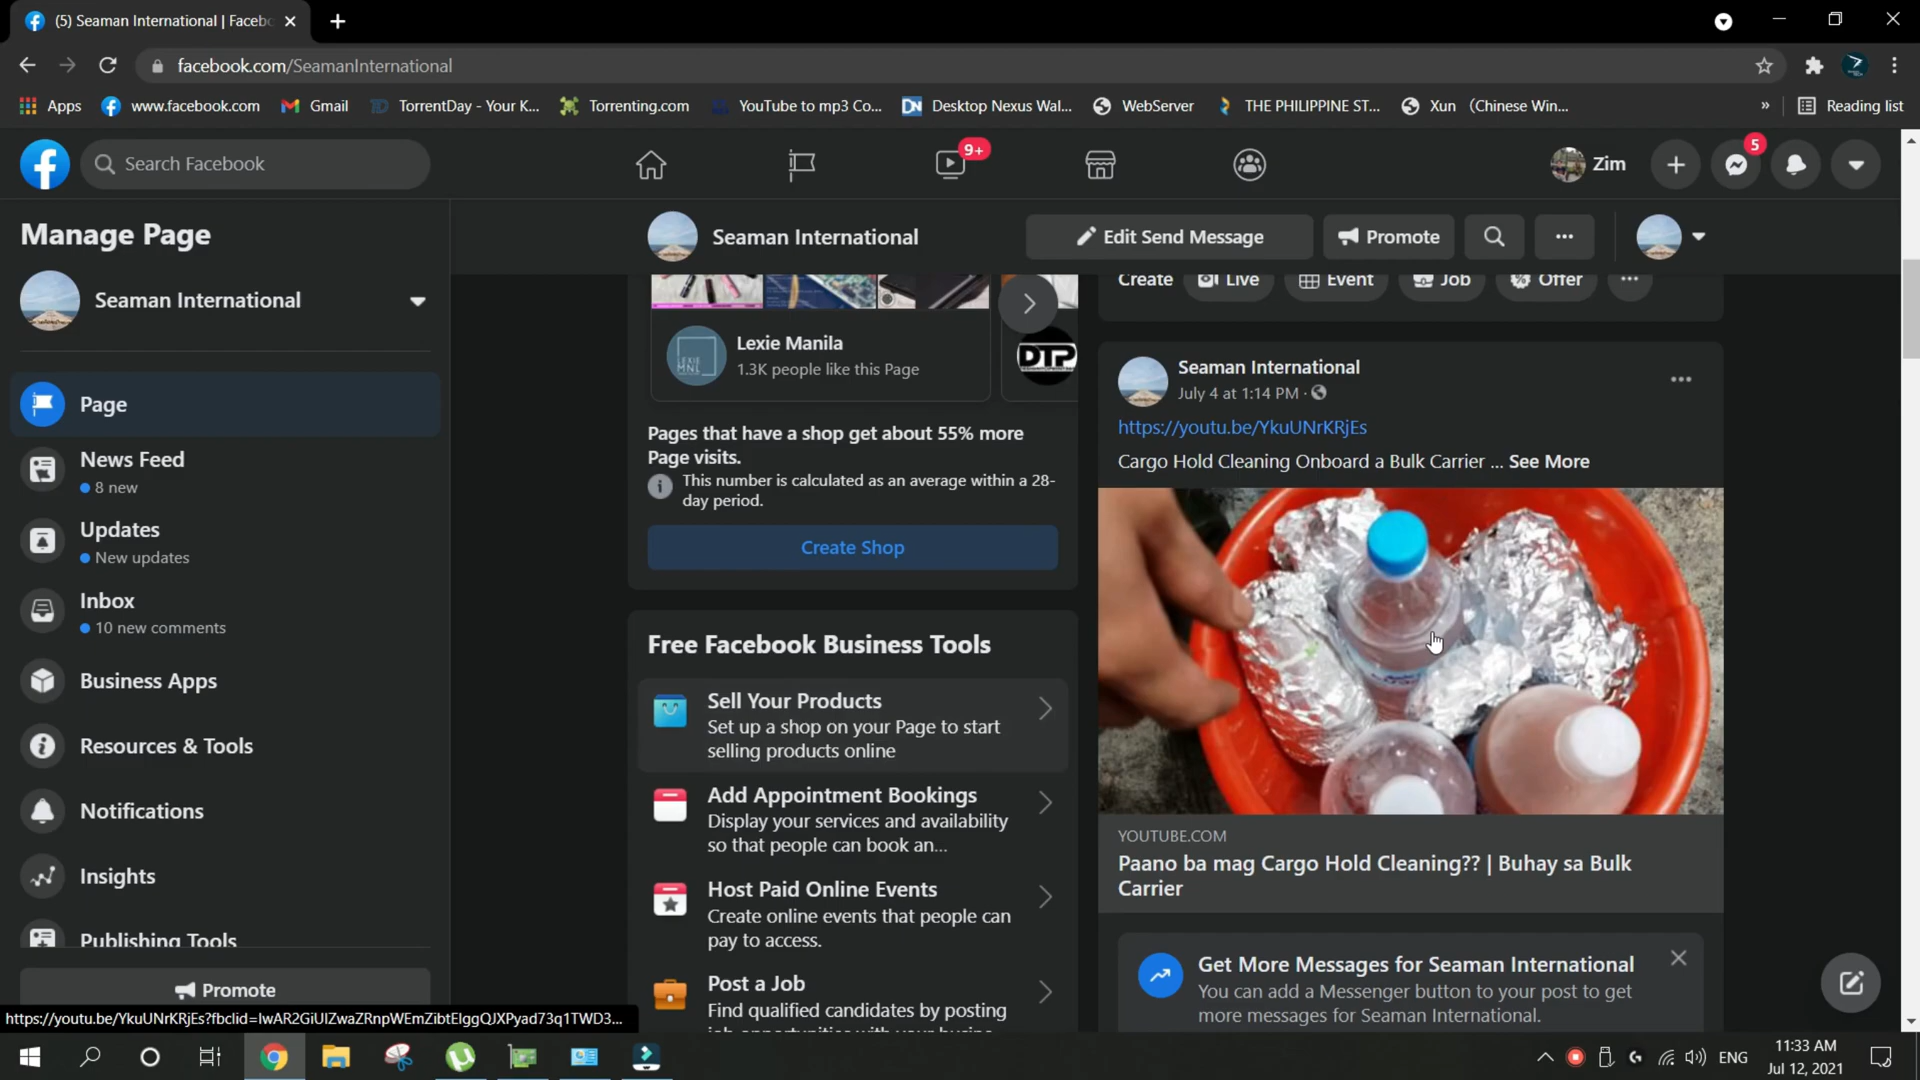 (5) Seaman International | Facebo
facebook.com/SeamanInternational
Apps
www.facebook.com
Gmail
TorrentDay - Your K...
Torrenting.com
YouTube to mp3 Co...
DN Desktop Nexus Wal...
WebServer
THE PHILIPPINE ST...
Xun (Chinese Win...
»
Reading list
Search Facebook
9+
Zim
5
Manage Page
Seaman International
Page
News Feed
8 new
Updates
New updates
Inbox
10 new comments
Business Apps
Resources & Tools
Notifications
Insights
Publishing Tools
Promote
Seaman International
Edit Send Message
Promote
Lexie Manila
1.3K people like this Page
LEXIE
MNL
DTP
Pages that have a shop get about 55% more
Page visits.
This number is calculated as an average within a 28-
day period.
Create Shop
Free Facebook Business Tools
Sell Your Products
Set up a shop on your Page to start
selling products online
Add Appointment Bookings
Display your services and availability
so that people can book an...
Host Paid Online Events
Create online events that people can
pay to access.
Post a Job
Find qualified candidates by posting
job opportunities with your busine
Create
Live
Event
Job
Offer
Seaman International
July 4 at 1:14 PM ·
https://youtu.be/YkuUNrKRjEs
Cargo Hold Cleaning Onboard a Bulk Carrier ... See More
YOUTUBE.COM
Paano ba mag Cargo Hold Cleaning?? | Buhay sa Bulk
Carrier
Get More Messages for Seaman International
You can add a Messenger button to your post to get
more messages for Seaman International.
https://youtu.be/YkuUNrKRjEs?fbclid=IwAR2GiUIZwaZRnpWEmZibtElggQJXPyad73q1TWD3...
ENG
11:33 AM
Jul 12, 2021